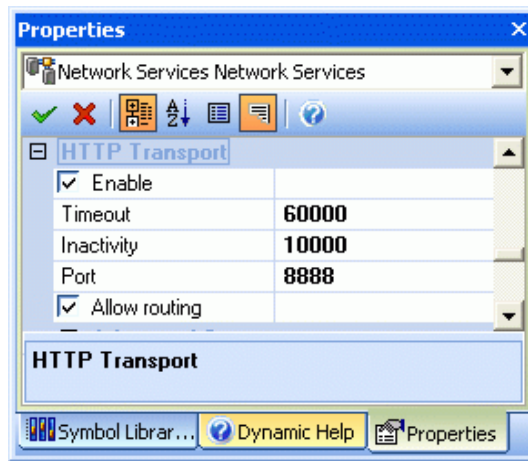 Properties
Network Services Network Services
HTTP Transport
Enable
Timeout 60000
Inactivity 10000
Port 8888
Allow routing
HTTP Transport
Symbol Librar... Dynamic Help Properties